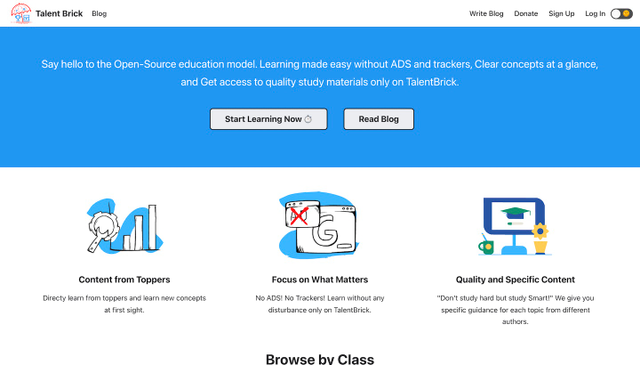 Talent Brick Blog Write Blog Donate Sign Up Log In
Say hello to the Open-Source education model. Learning made easy without ADS and trackers, Clear concepts at a glance,
and Get access to quality study materials only on TalentBrick.
Start Learning Now Read Blog
G
Content from Toppers
Directy learn from toppers and learn new concepts
at first sight.
Focus on What Matters
No ADS! No Trackers! Learn without any
disturbance only on TalentBrick.
Quality and Specific Content
"Don't study hard but study Smart!" We give you
specific guidance for each topic from different
authors.
Browse by Class